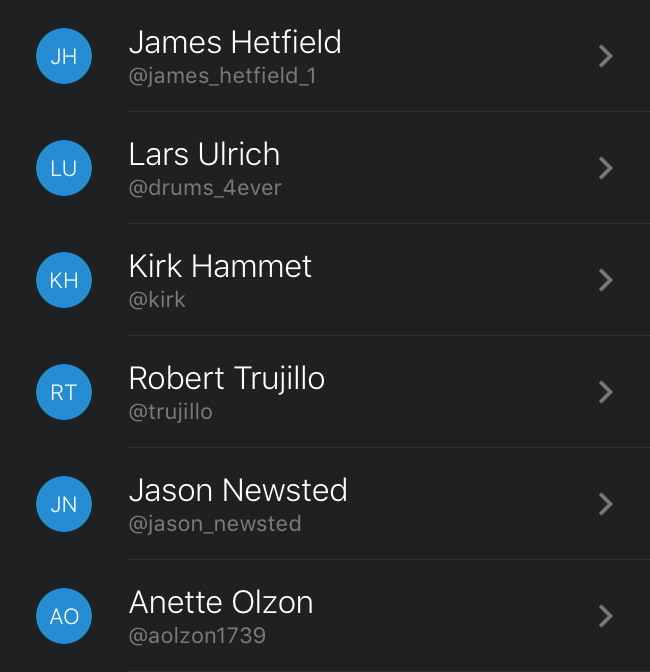 JH
James Hetfield
@james_hetfield_1
LU
Lars Ulrich
@drums_4ever
KH
Kirk Hammet
@kirk
RT
Robert Trujillo
@trujillo
JN
Jason Newsted
@jason_newsted
AO
Anette Olzon
@aolzon1739